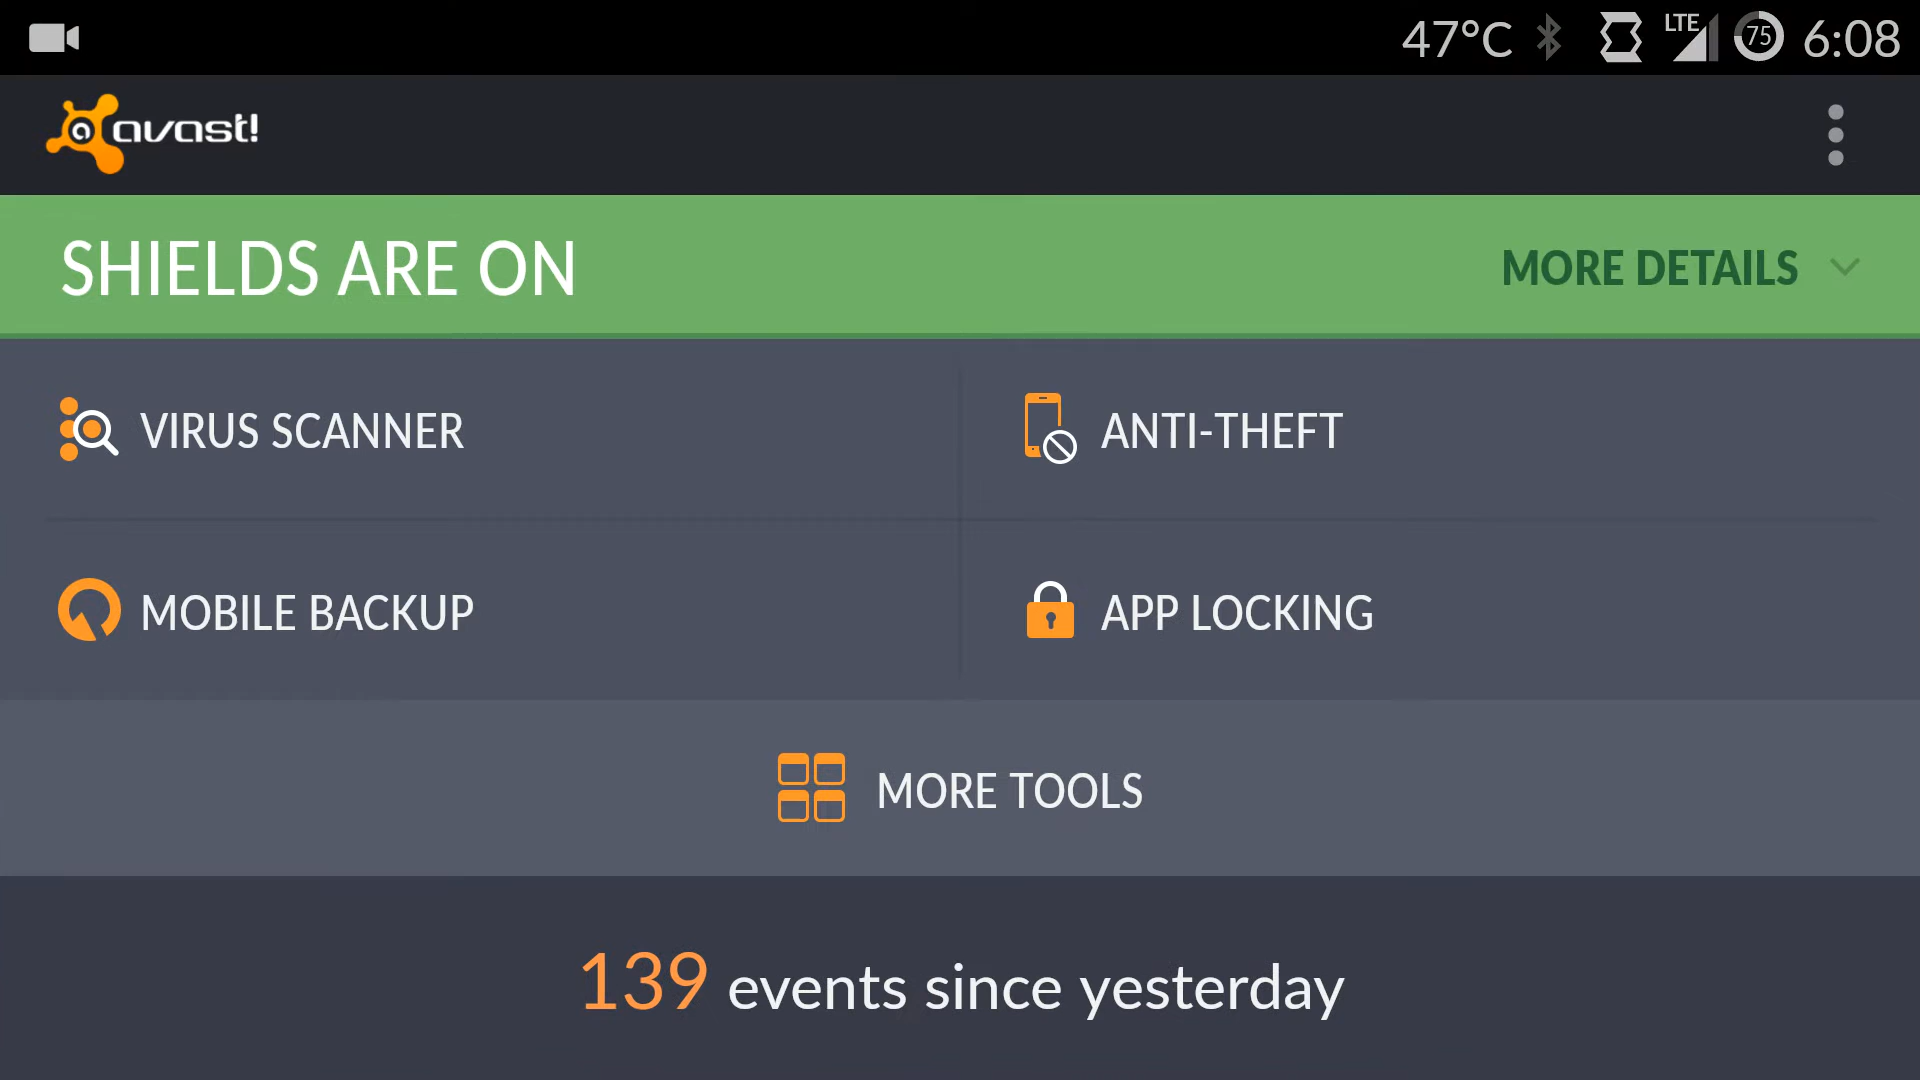 47°C LTE 75 6:08
avast!
SHIELDS ARE ON MORE DETAILS
VIRUS SCANNER ANTI-THEFT
MOBILE BACKUP APP LOCKING
MORE TOOLS
139 events since yesterday